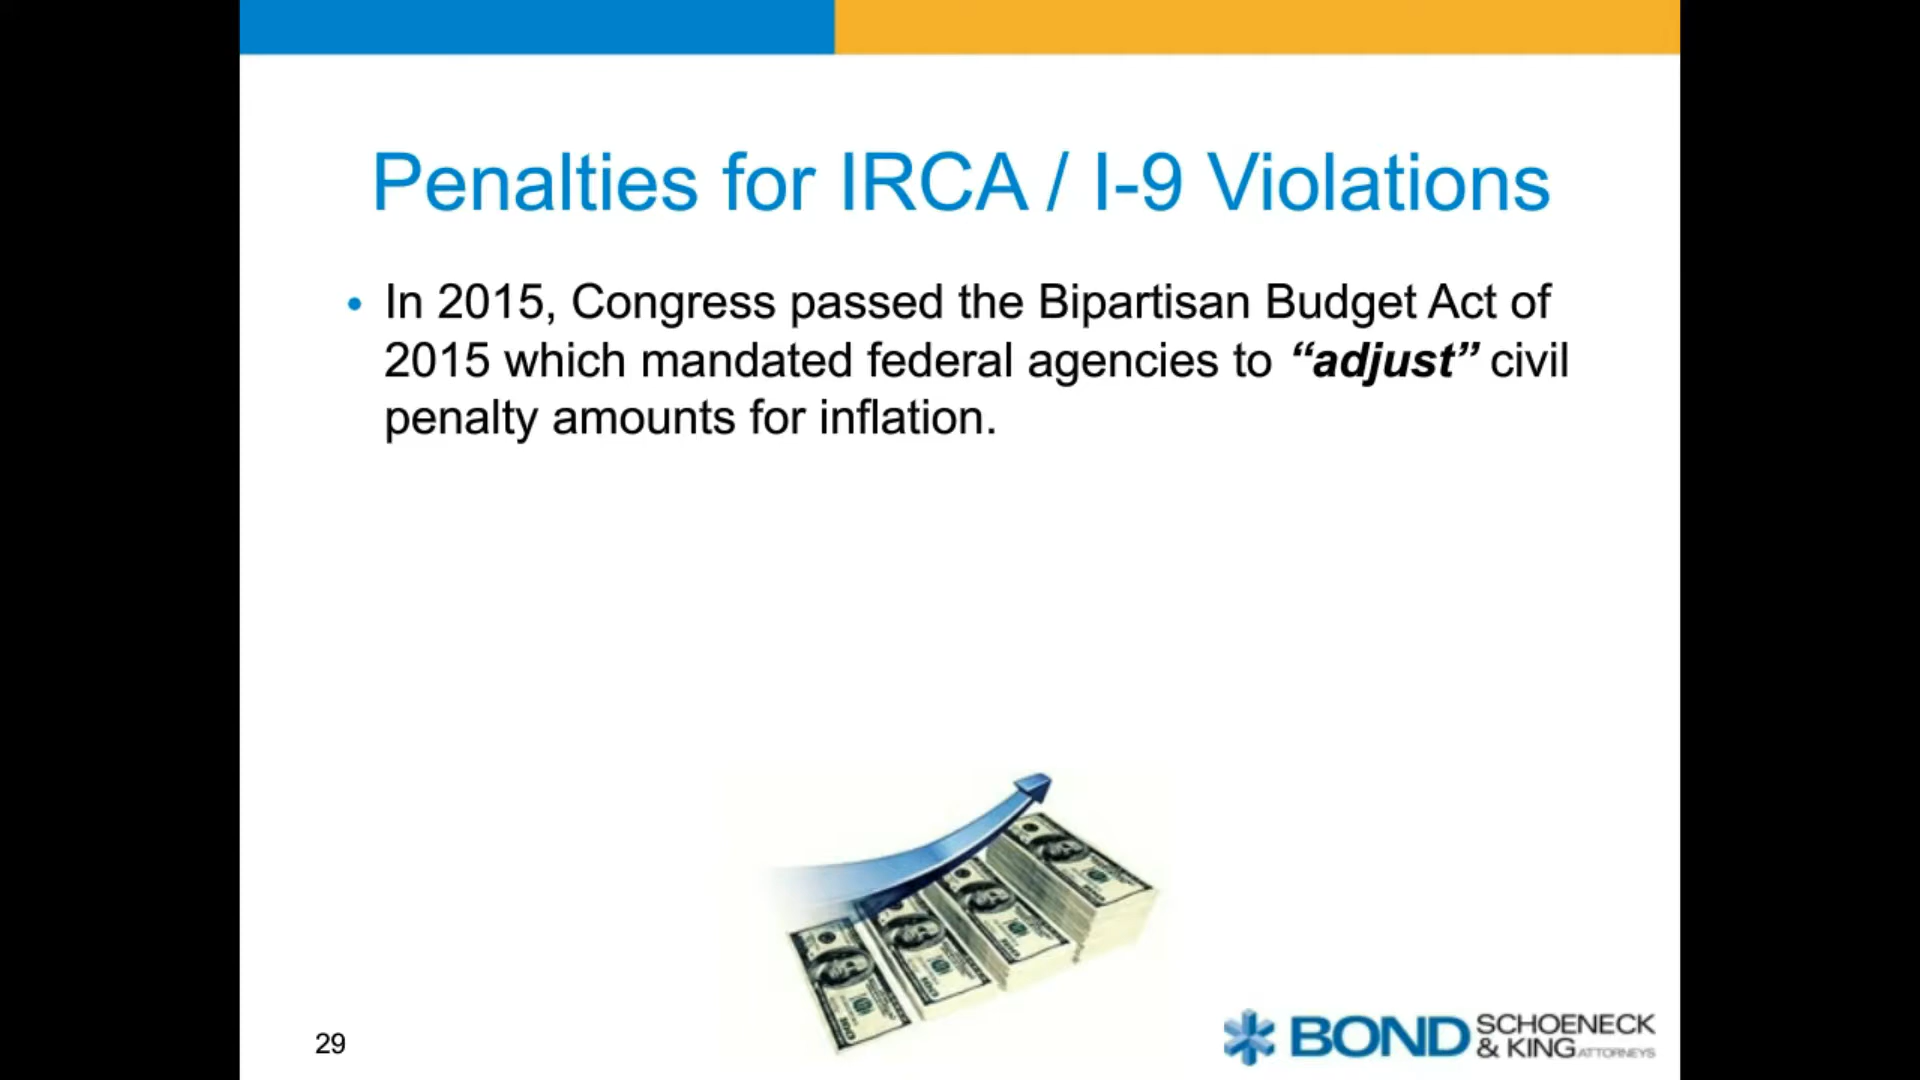 Penalties for IRCA / I-9 Violations
• In 2015, Congress passed the Bipartisan Budget Act of
2015 which mandated federal agencies to “adjust” civil
penalty amounts for inflation.
29
BOND SCHOENECK
& KING ATTORNEYS